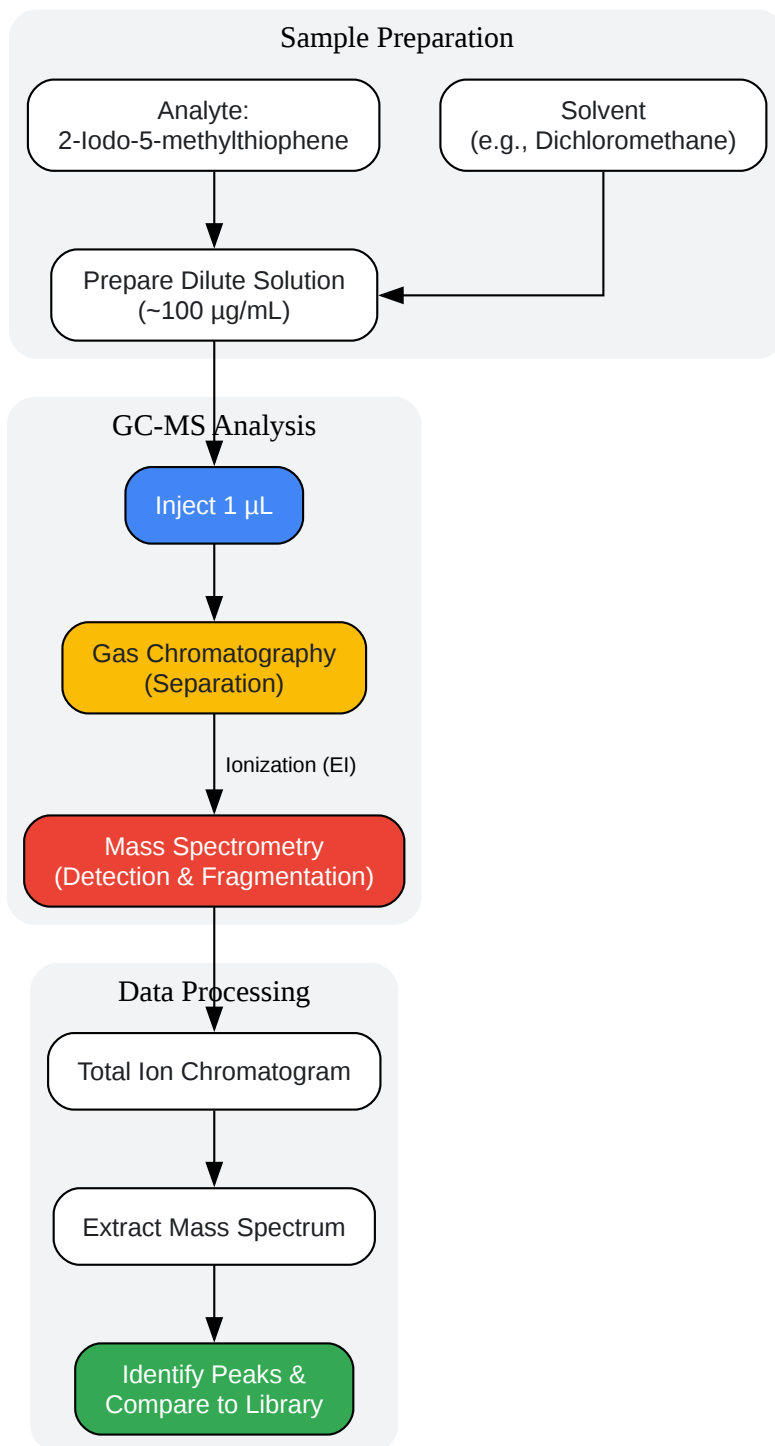 Sample Preparation
Analyte:
2-Iodo-5-methylthiophene
Solvent
(e.g., Dichloromethane)
Prepare Dilute Solution
(~100 µg/mL)
GC-MS Analysis
Inject 1 µL
Gas Chromatography
(Separation)
Ionization (EI)
Mass Spectrometry
(Detection & Fragmentation)
Data Processing
Total Ion Chromatogram
Extract Mass Spectrum
Identify Peaks &
Compare to Library